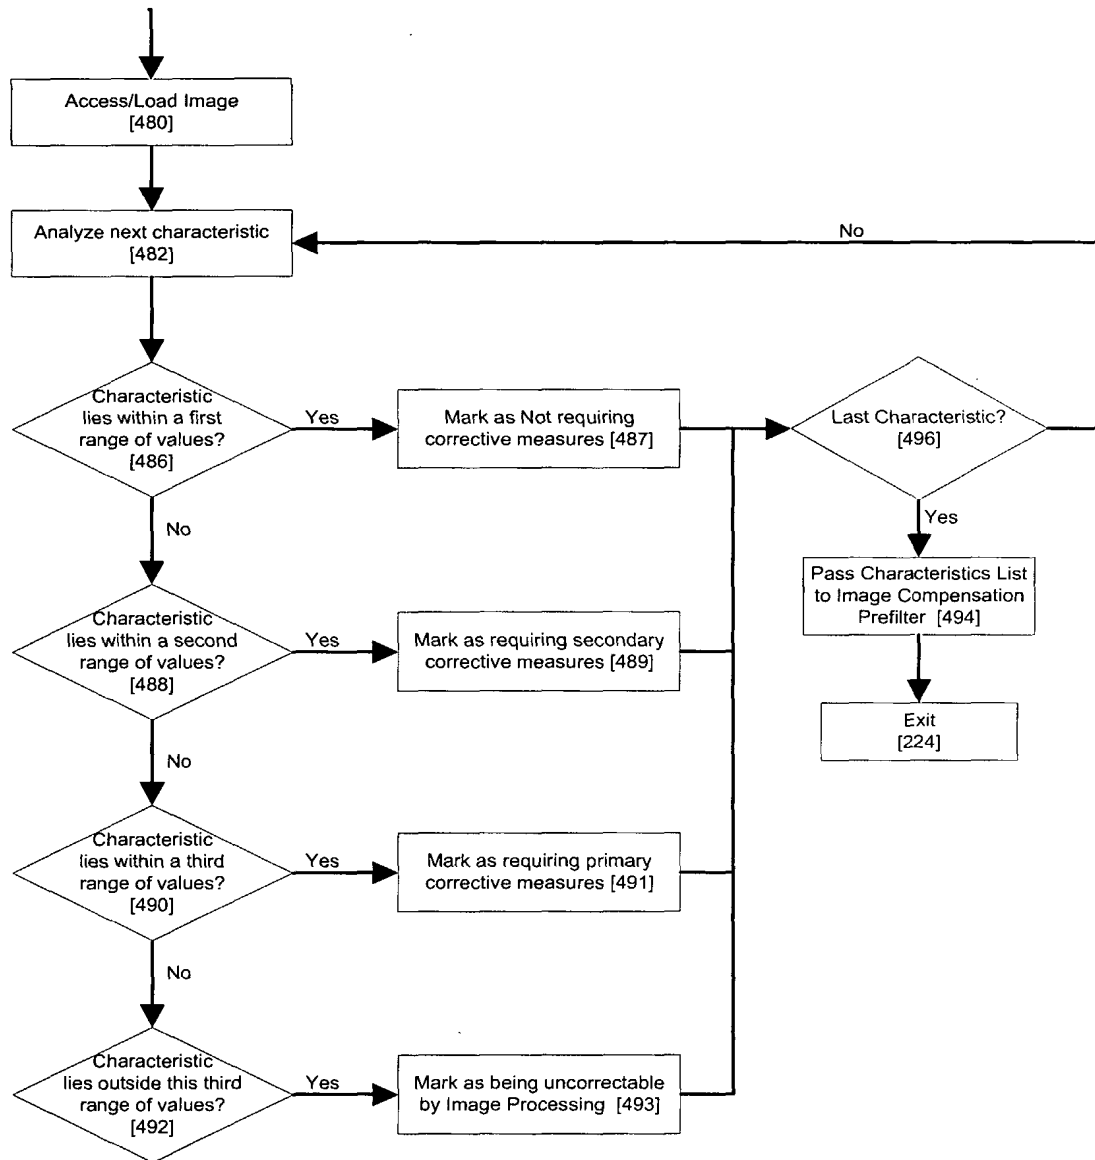 Access/Load Image
[480]
Analyze next characteristic
[482]
No
Characteristic
lies within a first
range of values?
[486]
Yes
Mark as Not requiring
corrective measures [487]
Last Characteristic?
[496]
No
Yes
Pass Characteristics List
to Image Compensation
Prefilter [494]
Characteristic
lies within a second
range of values?
[488]
Yes
Mark as requiring secondary
corrective measures [489]
Exit
[224]
No
Characteristic
lies within a third
range of values?
[490]
Yes
Mark as requiring primary
corrective measures [491]
No
Characteristic
lies outside this third
range of values?
[492]
Yes
Mark as being uncorrectable
by Image Processing [493]